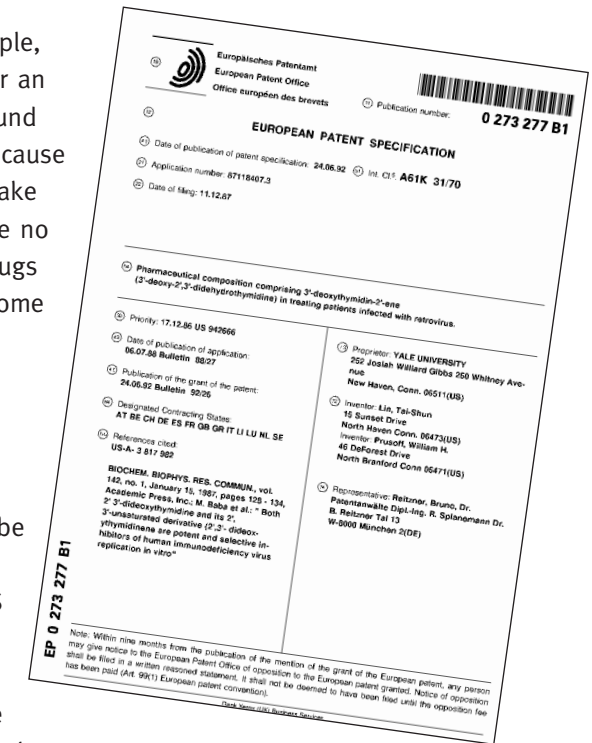 ple,
r an
und
cause
ake
e no
ugs
ome
be
Europäisches Patentamt
European Patent Office
Office européen des brevets
Publication number:
0 273 277 B1
EUROPEAN PATENT SPECIFICATION
Date of publication of patent specification: 24.06.92
Int. Cl.5: A61K 31/70
Application number: 87118407.3
Date of filing: 11.12.87
Pharmaceutical composition comprising 3'-deoxythymidin-2'-ene
(3'-deoxy-2',3'-didehydrothymidine) in treating patients infected with retrovirus.
Priority: 17.12.86 US 942666
Date of publication of application:
06.07.88 Bulletin 88/27
Publication of the grant of the patent:
24.06.92 Bulletin 92/26
Designated Contracting States:
AT BE CH DE ES FR GB GR IT LI LU NL SE
References cited:
US-A- 3 817 982
BIOCHEM. BIOPHYS. RES. COMMUN., vol.
142, no. 1, January 15, 1987, pages 128 - 134,
Academic Press, Inc.; M. Baba et al.: " Both
2' 3'-dideoxythymidine and its 2',
3'-unsaturated derivative (2',3'- dideox-
ythymidinene are potent and selective in-
hibitors of human immunodeficiency virus
replication in vitro"
Proprietor: YALE UNIVERSITY
252 Josiah Williard Gibbs 260 Whitney Ave-
nue
New Haven, Conn. 06511(US)
Inventor: Lin, Tai-Shun
15 Sunset Drive
North Haven Conn. 06473(US)
Inventor: Prusoff, William H.
46 DeForest Drive
North Branford Conn 06471(US)
Representative: Reitzner, Bruno, Dr.
Patentanwälte Dipl.-Ing. R. Splanemann Dr.
B. Reitzner Tal 13
W-8000 München 2(DE)
EP 0 273 277 B1
Note: Within nine months from the publication of the mention of the grant of the European patent, any person
may give notice to the European Patent Office of opposition to the European patent granted. Notice of opposition
shall be filed in a written reasoned statement. It shall not be deemed to have been filed until the opposition fee
has been paid (Art. 99(1) European patent convention).
Rank Xerox (UK) Business Services